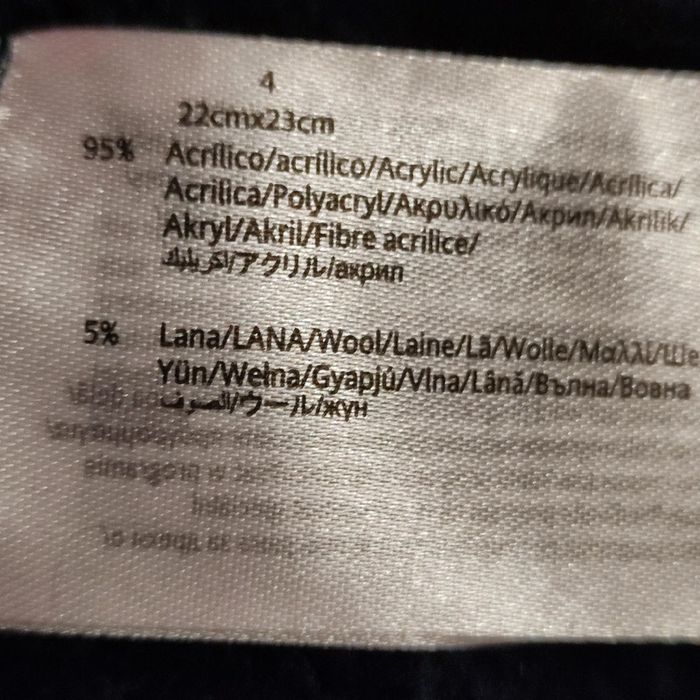 4
22cmx23cm
95% Acrílico/acrílico/Acrylic/Acrylique/Acrílica/
Acrilica/Polyacryl/Ακρυλικό/Акрил/Akrilik/
Akryl/Akril/Fibre acrilice/
اكريليك/アクリル/акрил
5% Lana/LANA/Wool/Laine/Lã/Wolle/Μαλλί/Ше
Yün/Wełna/Gyapjú/Vlna/Lână/Вълна/Вовна
الصوف/ウール/жүн